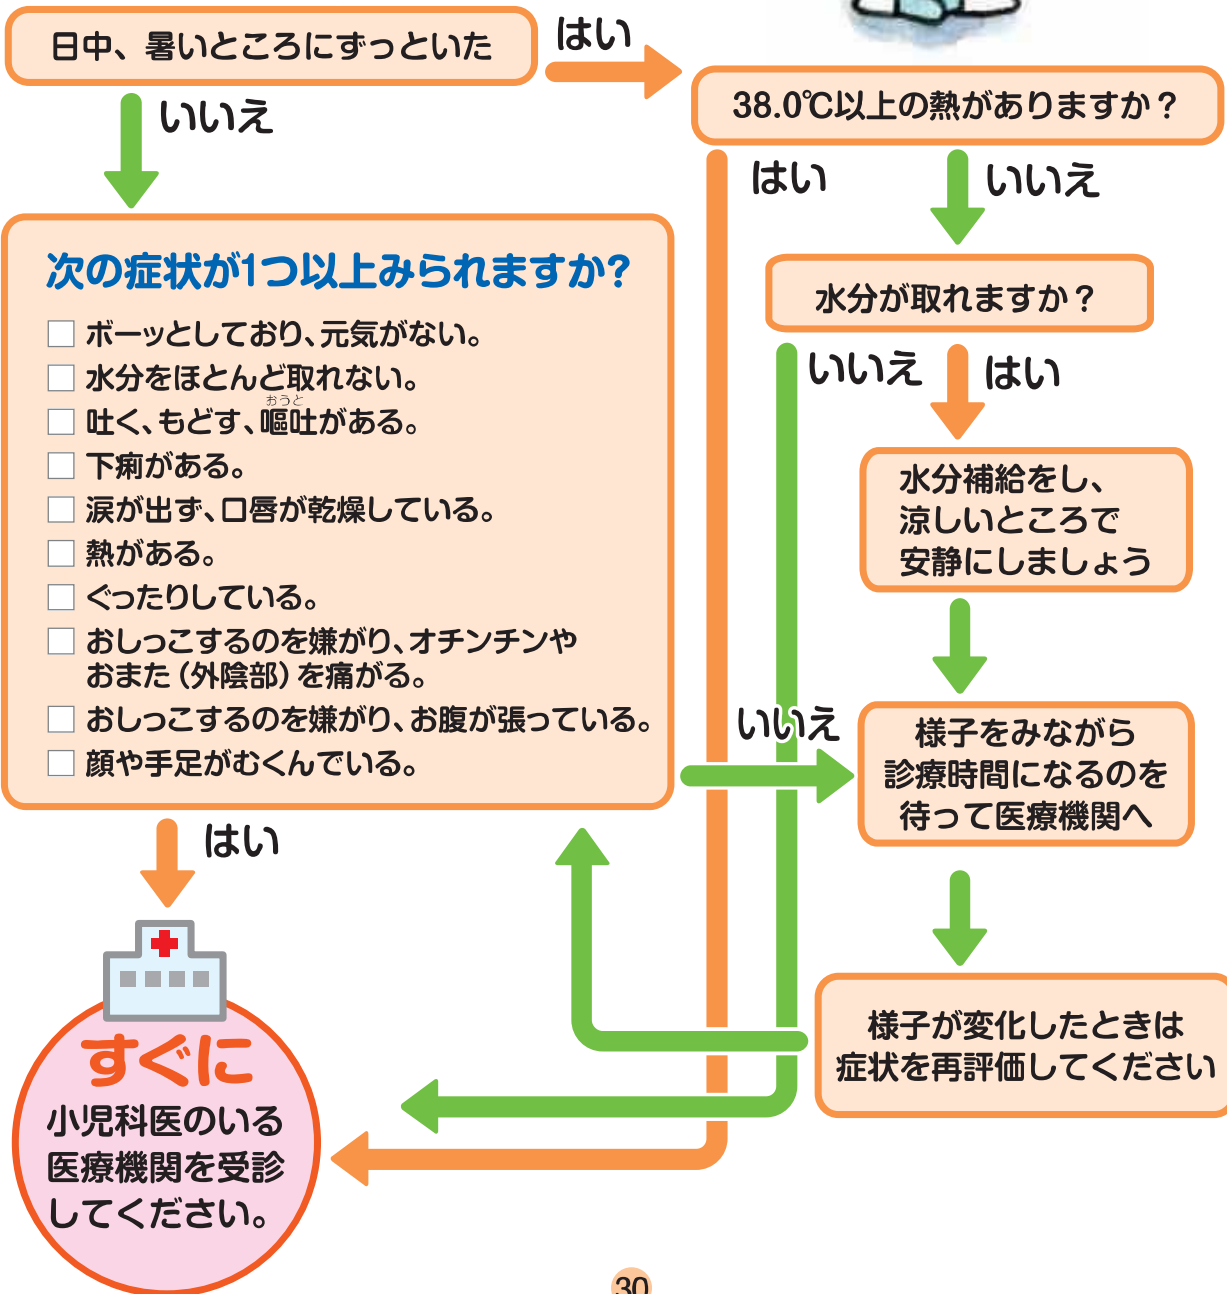 日中、暑いところにずっといた
はい
いいえ
38.0℃以上の熱がありますか？
はい
いいえ
次の症状が1つ以上みられますか?
ボーッとしており、元気がない。
水分をほとんど取れない。
おうと
吐く、もどす、嘔吐がある。
下痢がある。
涙が出ず、口唇が乾燥している。
熱がある。
ぐったりしている。
おしっこするのを嫌がり、オチンチンや
おまた（外陰部）を痛がる。
おしっこするのを嫌がり、お腹が張っている。
顔や手足がむくんでいる。
水分が取れますか？
いいえ
はい
水分補給をし、
涼しいところで
安静にしましょう
いいえ
様子をみながら
診療時間になるのを
待って医療機関へ
はい
様子が変化したときは
症状を再評価してください
すぐに
小児科医のいる
医療機関を受診
してください。
30